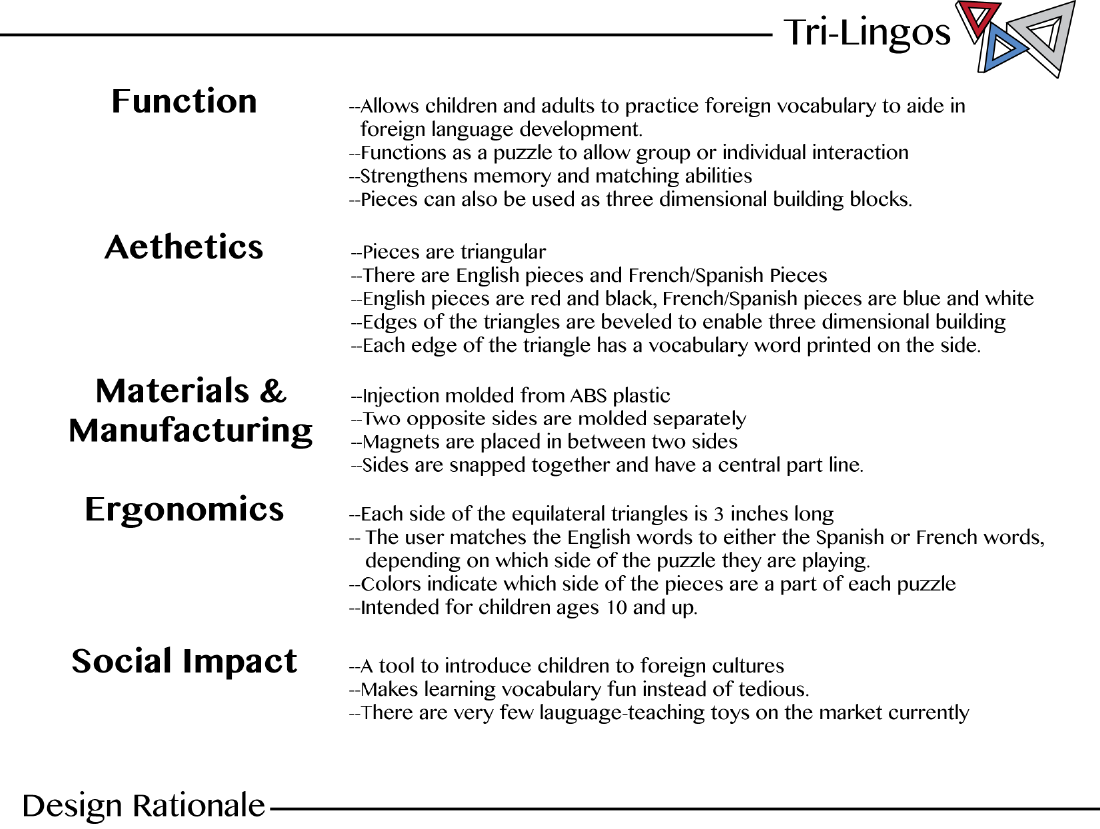 Tri-Lingos
Function
--Allows children and adults to practice foreign vocabulary to aide in
foreign language development.
--Functions as a puzzle to allow group or individual interaction
--Strengthens memory and matching abilities
--Pieces can also be used as three dimensional building blocks.
Aethetics
--Pieces are triangular
--There are English pieces and French/Spanish Pieces
--English pieces are red and black, French/Spanish pieces are blue and white
--Edges of the triangles are beveled to enable three dimensional building
--Each edge of the triangle has a vocabulary word printed on the side.
Materials &
Manufacturing
--Injection molded from ABS plastic
--Two opposite sides are molded separately
--Magnets are placed in between two sides
--Sides are snapped together and have a central part line.
Ergonomics
--Each side of the equilateral triangles is 3 inches long
-- The user matches the English words to either the Spanish or French words,
depending on which side of the puzzle they are playing.
--Colors indicate which side of the pieces are a part of each puzzle
--Intended for children ages 10 and up.
Social Impact
--A tool to introduce children to foreign cultures
--Makes learning vocabulary fun instead of tedious.
--There are very few lauguage-teaching toys on the market currently
Design Rationale